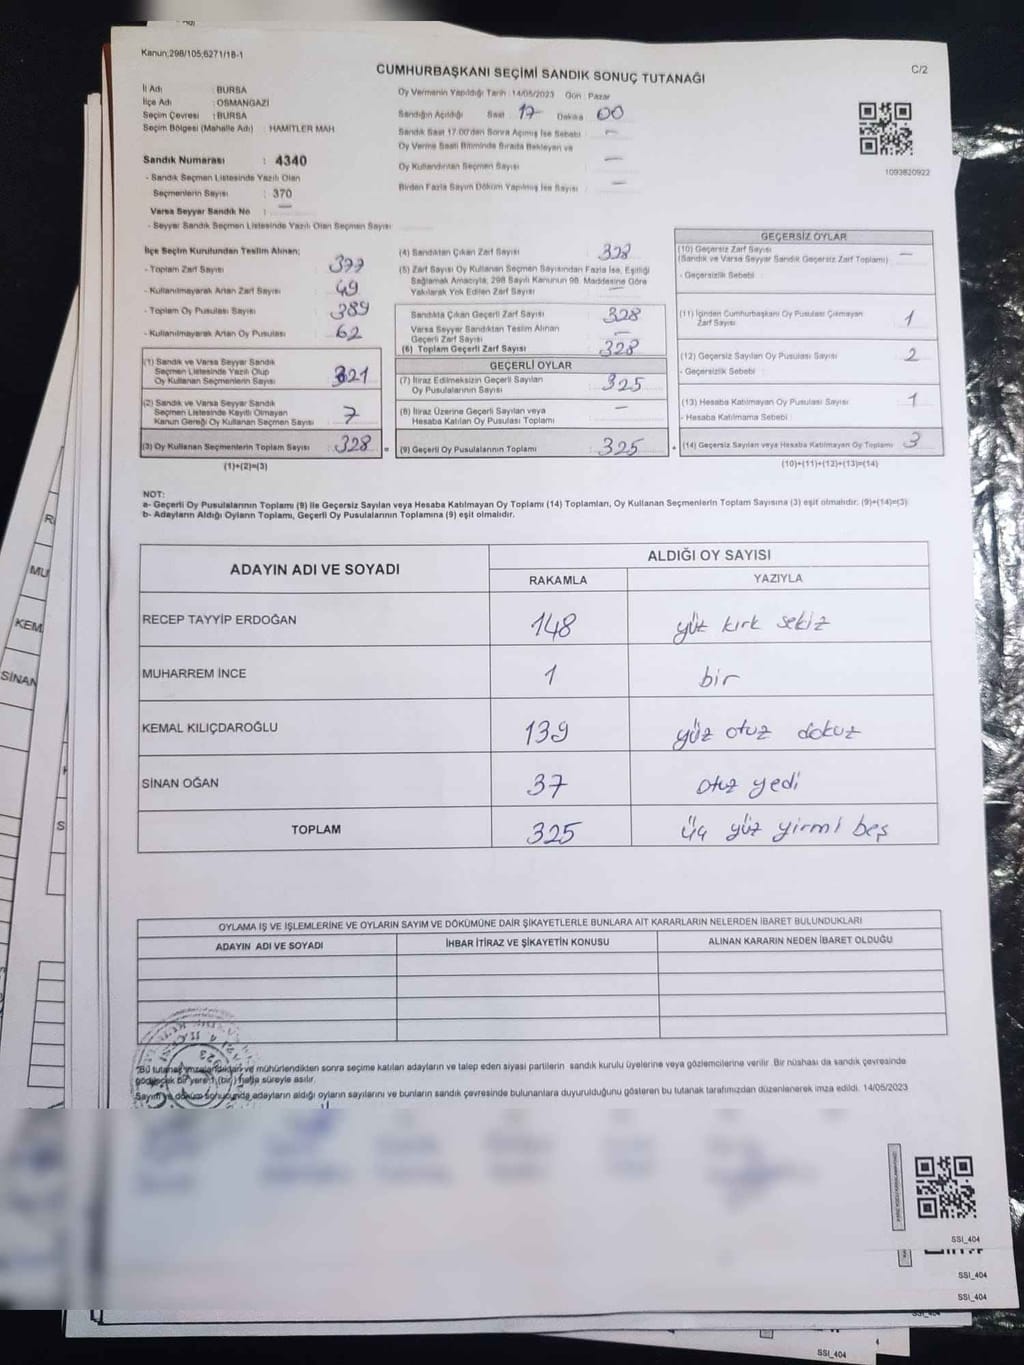 Kanun;298/105;6271/18-1
CUMHURBAŞKANI SEÇİMİ SANDIK SONUÇ TUTANAĞI
C/2
İl Adı : BURSA
İlçe Adı : OSMANGAZİ
Seçim Çevresi : BURSA
Seçim Bölgesi (Mahalle Adı) : HAMİTLER MAH
Oy Vermenin Yapıldığı Tarih : 14/05/2023 Gün : Pazar
Sandığın Açıldığı Saat 17 Dakika 00
Sandık Saat 17:00'den Sonra Açılmış İse Sebebi : —
Oy Verme Saati Bitiminde Sırada Bekleyen ve
Oy Kullandırılan Seçmen Sayısı —
Birden Fazla Sayım Döküm Yapılmış İse Sayısı —
1093820922
Sandık Numarası : 4340
- Sandık Seçmen Listesinde Yazılı Olan
Seçmenlerin Sayısı : 370
Varsa Seyyar Sandık No : —
- Seyyar Sandık Seçmen Listesinde Yazılı Olan Seçmen Sayısı
İlçe Seçim Kurulundan Teslim Alınan;
- Toplam Zarf Sayısı : 377
- Kullanılmayarak Artan Zarf Sayısı : 49
- Toplam Oy Pusulası Sayısı : 389
- Kullanılmayarak Artan Oy Pusulası : 62
(1) Sandık ve Varsa Seyyar Sandık
Seçmen Listesinde Yazılı Olup
Oy Kullanan Seçmenlerin Sayısı 321
(2) Sandık ve Varsa Seyyar Sandık
Seçmen Listesinde Kayıtlı Olmayan
Kanun Gereği Oy Kullanan Seçmen Sayısı 7
(3) Oy Kullanan Seçmenlerin Toplam Sayısı 328 =
(1)+(2)=(3)
(4) Sandıktan Çıkan Zarf Sayısı : 328
(5) Zarf Sayısı Oy Kullanan Seçmen Sayısından Fazla İse, Eşitliği
Sağlamak Amacıyla, 298 Sayılı Kanunun 98. Maddesine Göre
Yakılarak Yok Edilen Zarf Sayısı : —
Sandıkta Çıkan Geçerli Zarf Sayısı : 328
Varsa Seyyar Sandıktan Teslim Alınan
Geçerli Zarf Sayısı —
(6) Toplam Geçerli Zarf Sayısı : 328
GEÇERLİ OYLAR
(7) İtiraz Edilmeksizin Geçerli Sayılan
Oy Pusulalarının Sayısı : 325
(8) İtiraz Üzerine Geçerli Sayılan veya
Hesaba Katılan Oy Pusulası Toplamı : —
(9) Geçerli Oy Pusulalarının Toplamı : 325 +
GEÇERSİZ OYLAR
(10) Geçersiz Zarf Sayısı
(Sandık ve Varsa Seyyar Sandık Geçersiz Zarf Toplamı) : —
- Geçersizlik Sebebi :
(11) İçinden Cumhurbaşkanı Oy Pusulası Çıkmayan
Zarf Sayısı : 1
(12) Geçersiz Sayılan Oy Pusulası Sayısı : 2
- Geçersizlik Sebebi :
(13) Hesaba Katılmayan Oy Pusulası Sayısı : 1
- Hesaba Katılmama Sebebi :
(14) Geçersiz Sayılan veya Hesaba Katılmayan Oy Toplamı : 3
(10)+(11)+(12)+(13)=(14)
NOT:
a- Geçerli Oy Pusulalarının Toplamı (9) ile Geçersiz Sayılan veya Hesaba Katılmayan Oy Toplamı (14) Toplamları, Oy Kullanan Seçmenlerin Toplam Sayısına (3) eşit olmalıdır. (9)+(14)=(3)
b- Adayların Aldığı Oyların Toplamı, Geçerli Oy Pusulalarının Toplamına (9) eşit olmalıdır.
ADAYIN ADI VE SOYADI
ALDIĞI OY SAYISI
RAKAMLA YAZIYLA
RECEP TAYYİP ERDOĞAN 148 yüz kırk sekiz
MUHARREM İNCE 1 bir
KEMAL KILIÇDAROĞLU 139 yüz otuz dokuz
SİNAN OĞAN 37 otuz yedi
TOPLAM 325 üç yüz yirmi beş
OYLAMA İŞ VE İŞLEMLERİNE VE OYLARIN SAYIM VE DÖKÜMÜNE DAİR ŞİKAYETLERLE BUNLARA AİT KARARLARIN NELERDEN İBARET BULUNDUKLARI
ADAYIN ADI VE SOYADI İHBAR İTİRAZ VE ŞİKAYETİN KONUSU ALINAN KARARIN NEDEN İBARET OLDUĞU
*Bu tutanak imzalandıktan ve mühürlendikten sonra seçime katılan adayların ve talep eden siyasi partilerin sandık kurulu üyelerine veya gözlemcilerine verilir. Bir nüshası da sandık çevresinde
görülecek bir yere 1 (bir) hafta süreyle asılır.
Sayım ve döküm sonucunda adayların aldığı oyların sayılarını ve bunların sandık çevresinde bulunanlara duyurulduğunu gösteren bu tutanak tarafımızdan düzenlenerek imza edildi. 14/05/2023
SSI_404
SSI_404
SSI_404
SSI_404
KEM
SİNAN
MU